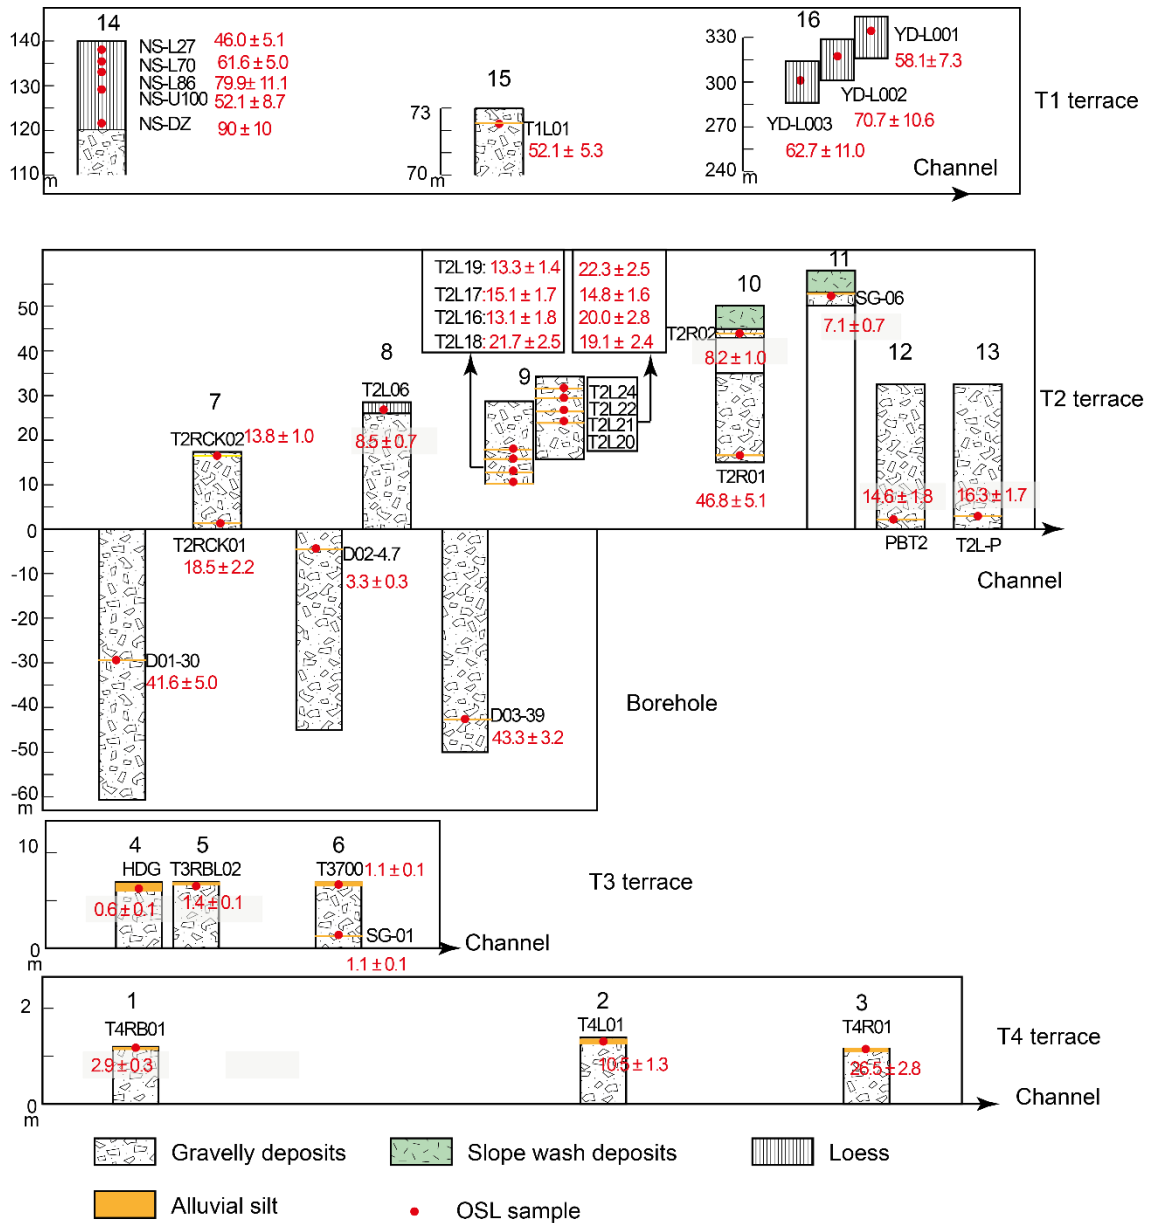 14
140
130
120
110
m
NS-L27 46.0±5.1
NS-L70 61.6±5.0
NS-L86 79.9±11.1
NS-U100 52.1±8.7
NS-DZ 90±10
15
73
70
m
T1L01
52.1±5.3
16
330
300
270
240
m
YD-L001
58.1±7.3
YD-L002
70.7±10.6
YD-L003
62.7±11.0
Channel
T1 terrace
50
40
30
20
10
0
-10
-20
-30
-40
-50
-60
m
7
T2RCK02 13.8±1.0
T2RCK01
18.5±2.2
8
T2L06
8.5±0.7
T2L19: 13.3±1.4
T2L17: 15.1±1.7
T2L16: 13.1±1.8
T2L18: 21.7±2.5
22.3±2.5
14.8±1.6
20.0±2.8
19.1±2.4
9
T2L24
T2L22
T2L21
T2L20
10
T2R02
8.2±1.0
T2R01
46.8±5.1
11
SG-06
7.1±0.7
12
14.6±1.8
PBT2
13
16.3±1.7
T2L-P
T2 terrace
Channel
D01-30
41.6±5.0
D02-4.7
3.3±0.3
D03-39
43.3±3.2
Borehole
10
0
m
4
HDG
0.6±0.1
5
T3RBL02
1.4±0.1
6
T3700 1.1±0.1
SG-01
1.1±0.1
Channel
T3 terrace
2
0
m
1
T4RB01
2.9±0.3
2
T4L01
10.5±1.3
3
T4R01
26.5±2.8
T4 terrace
Channel
Gravelly deposits
Slope wash deposits
Loess
Alluvial silt
OSL sample